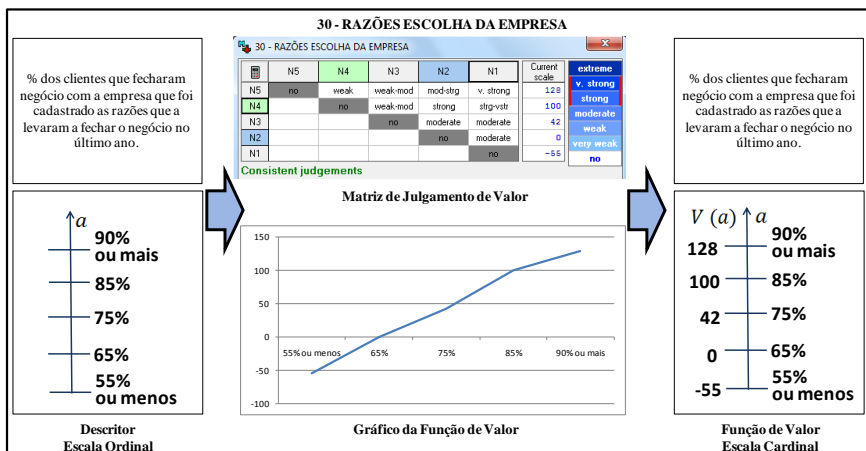 30 - RAZÕES ESCOLHA DA EMPRESA
% dos clientes que fecharam
negócio com a empresa que foi
cadastrado as razões que a
levaram a fechar o negócio no
último ano.
a
90%
ou mais
85%
75%
65%
55%
ou menos
Descritor
Escala Ordinal
30 - RAZÕES ESCOLHA DA EMPRESA
N5 N4 N3 N2 N1 Current scale
N5 no weak weak-mod mod-strg v. strong 128
N4 no weak-mod strong strg-vstr 100
N3 no moderate moderate 42
N2 no moderate 0
N1 no -55
Consistent judgements
extreme
v. strong
strong
moderate
weak
very weak
no
Matriz de Julgamento de Valor
150
100
50
0
-50
-100
55% ou menos 65% 75% 85% 90% ou mais
Gráfico da Função de Valor
% dos clientes que fecharam
negócio com a empresa que foi
cadastrado as razões que a
levaram a fechar o negócio no
último ano.
V (a) a
128 90%
ou mais
100 85%
42 75%
0 65%
-55 55%
ou menos
Função de Valor
Escala Cardinal